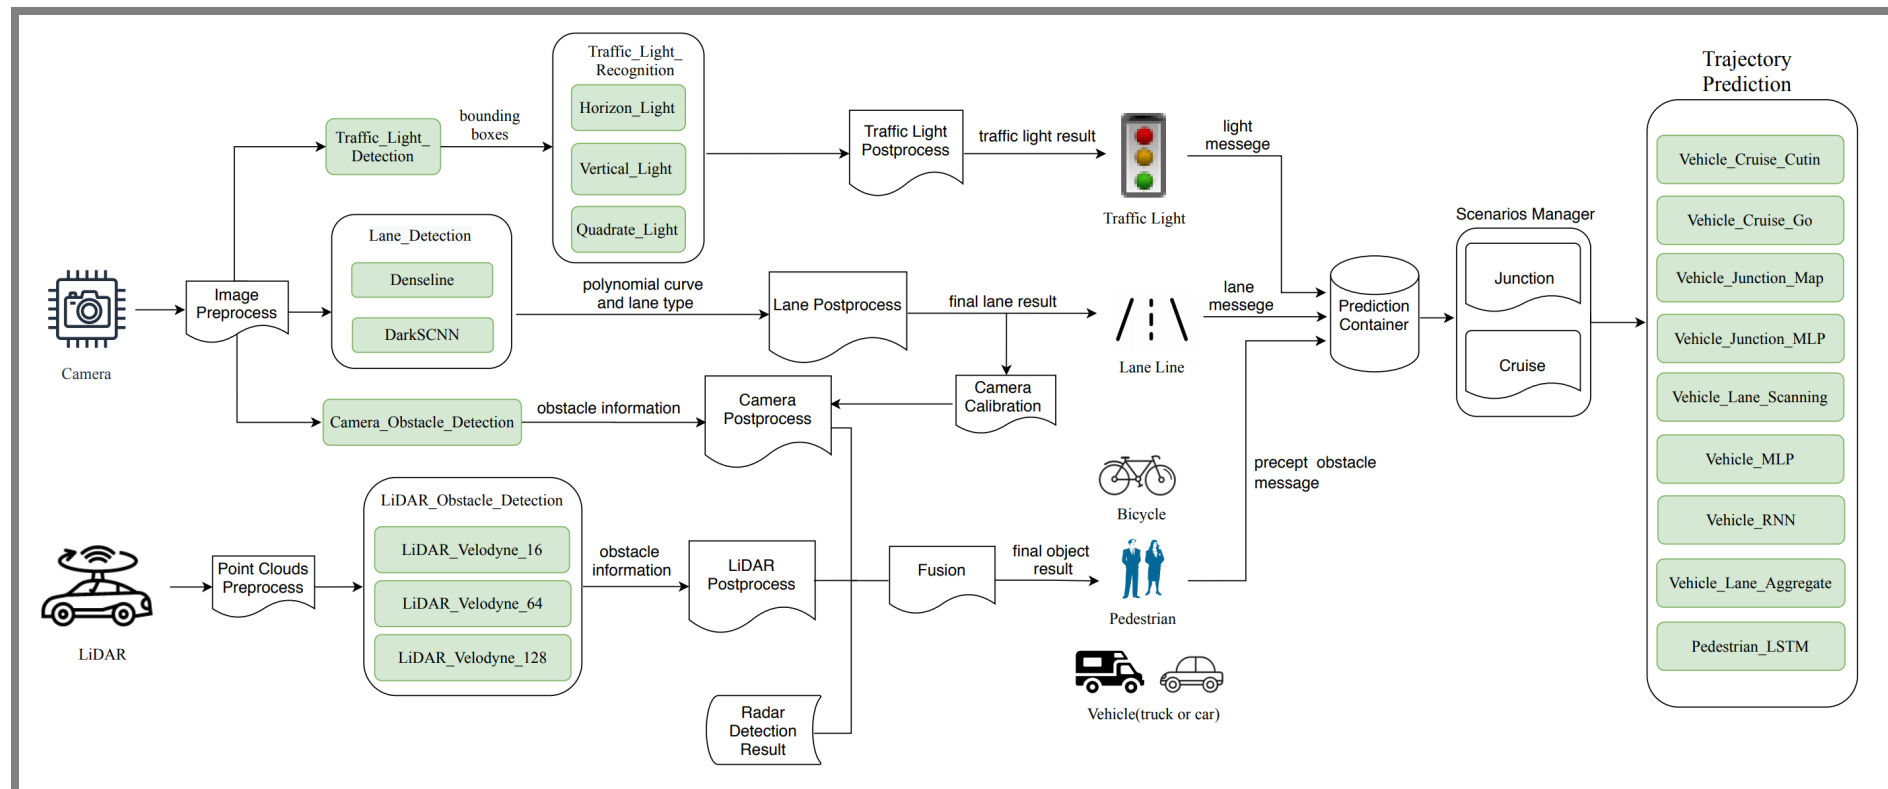 Traffic_Light_
Recognition
Horizon_Light
Vertical_Light
Quadrate_Light
Traffic_Light_
Detection
bounding
boxes
Traffic Light
Postprocess
traffic light result
Traffic Light
light
messege
Trajectory
Prediction
Vehicle_Cruise_Cutin
Vehicle_Cruise_Go
Vehicle_Junction_Map
Vehicle_Junction_MLP
Vehicle_Lane_Scanning
Vehicle_MLP
Vehicle_RNN
Vehicle_Lane_Aggregate
Pedestrian_LSTM
Scenarios Manager
Junction
Cruise
Prediction
Container
Camera
Image
Preprocess
Lane_Detection
Denseline
DarkSCNN
polynomial curve
and lane type
Lane Postprocess
final lane result
Lane Line
lane
messege
Camera
Calibration
Camera_Obstacle_Detection
obstacle information
Camera
Postprocess
LiDAR
Point Clouds
Preprocess
LiDAR_Obstacle_Detection
LiDAR_Velodyne_16
LiDAR_Velodyne_64
LiDAR_Velodyne_128
obstacle
information
LiDAR
Postprocess
Fusion
final object
result
Bicycle
Pedestrian
Vehicle(truck or car)
precept obstacle
message
Radar
Detection
Result